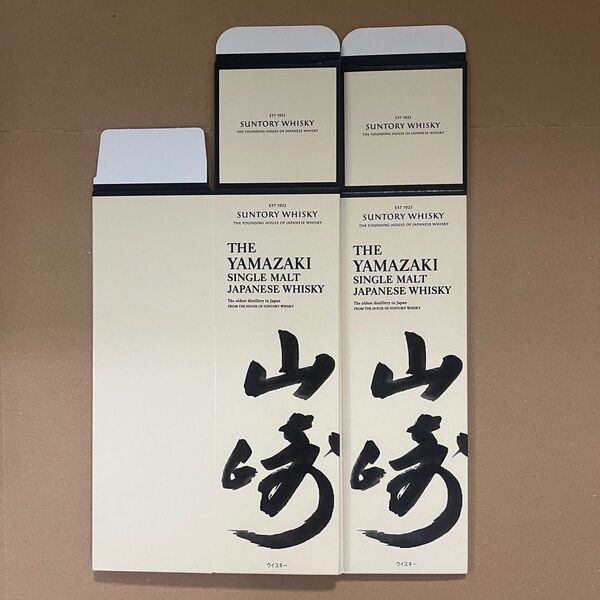 EST 1923
SUNTORY WHISKY
THE FOUNDING HOUSE OF JAPANESE WHISKY
EST 1923
SUNTORY WHISKY
THE FOUNDING HOUSE OF JAPANESE WHISKY
EST 1923
SUNTORY WHISKY
THE FOUNDING HOUSE OF JAPANESE WHISKY
THE
YAMAZAKI
SINGLE MALT
JAPANESE WHISKY
The oldest distillery in Japan
FROM THE HOUSE OF SUNTORY WHISKY
山
崎
ウイスキー
EST 1923
SUNTORY WHISKY
THE FOUNDING HOUSE OF JAPANESE WHISKY
THE
YAMAZAKI
SINGLE MALT
JAPANESE WHISKY
The oldest distillery in Japan
FROM THE HOUSE OF SUNTORY WHISKY
山
崎
ウイスキー